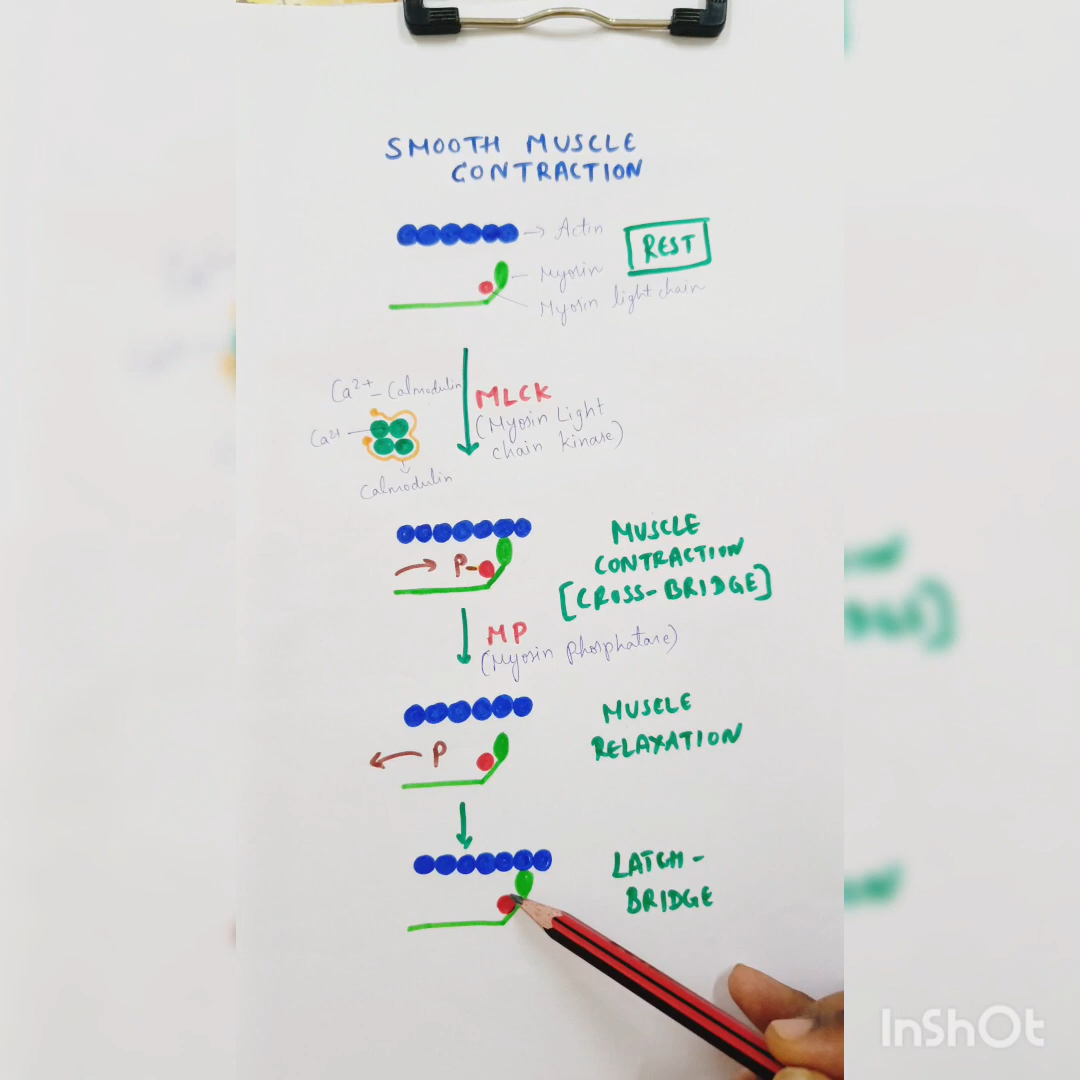 SMOOTH MUSCLE
CONTRACTION
Actin
REST
Myosin
Myosin light chain
Ca2+ - Calmodulin
MLCK
(Myosin Light
chain kinase)
Ca2+
Calmodulin
MUSCLE
CONTRACTION
[CROSS-BRIDGE]
P
MP
(Myosin Phosphatase)
MUSCLE
RELAXATION
P
LATCH-
BRIDGE
InShOt